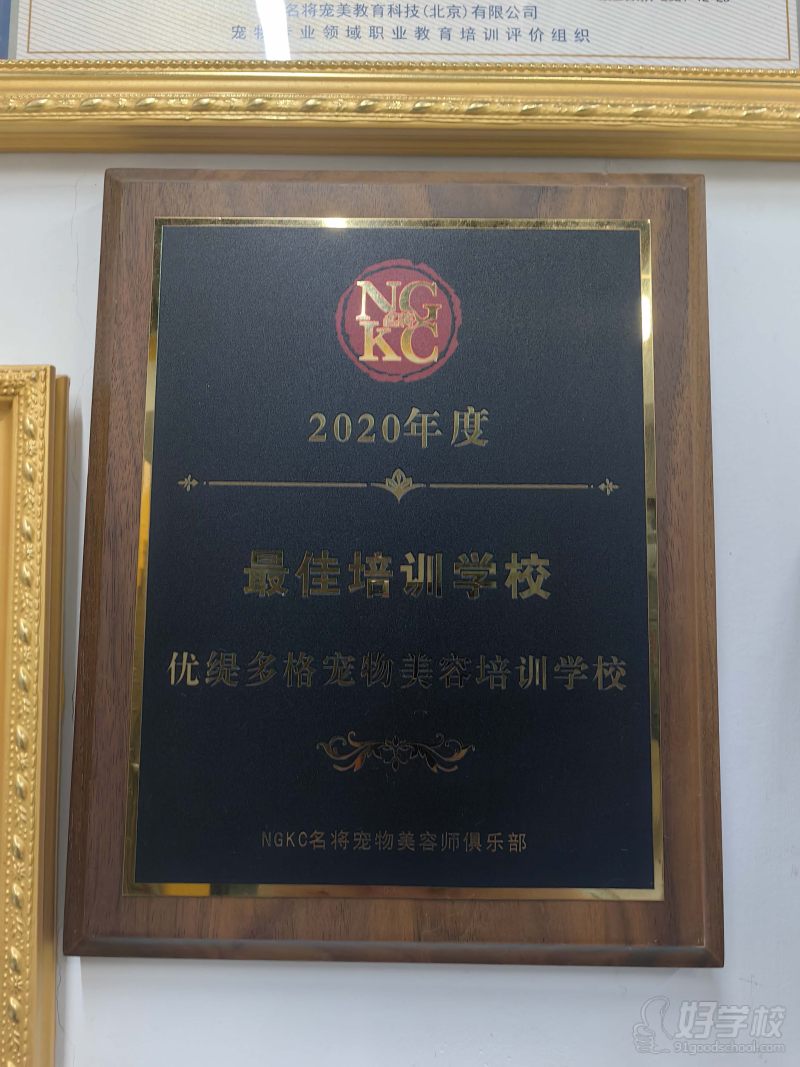 名将宠美教育科技(北京)有限公司
宠物专业领域职业教育培训评价组织
NG
KC
2020年度
最佳培训学校
优缇多格宠物美容培训学校
NGKC名将宠物美容师俱乐部
好学校
91goodschool.com